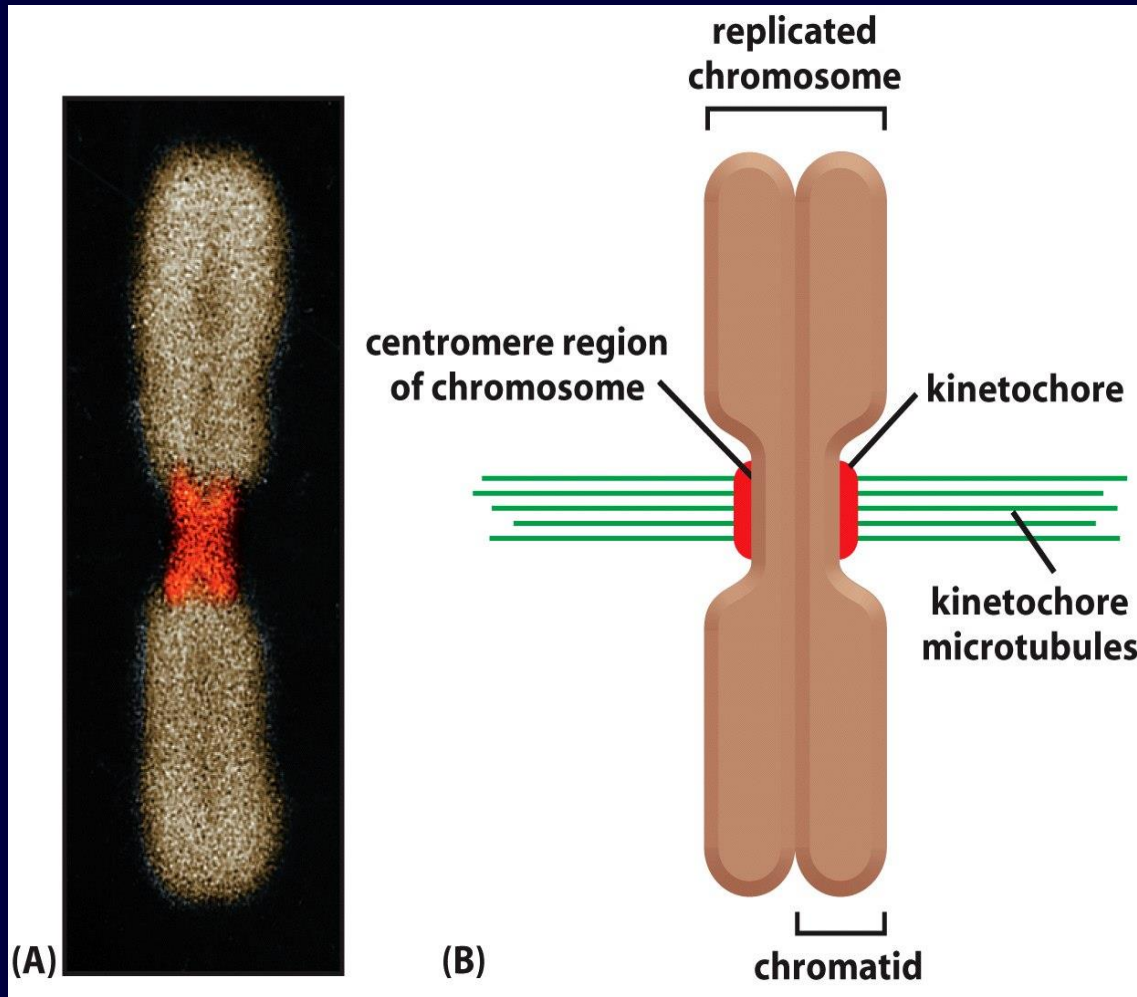 replicated
chromosome
centromere region
of chromosome
kinetochore
kinetochore
microtubules
(A)
(B)
chromatid